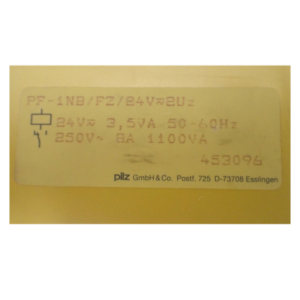 PF-1NB/FZ/24V≂2Uz
24V≂ 3,5VA 50-60Hz
250V~ 8A 1100VA
453096
pilz GmbH&Co. Postf. 725 D-73708 Esslingen